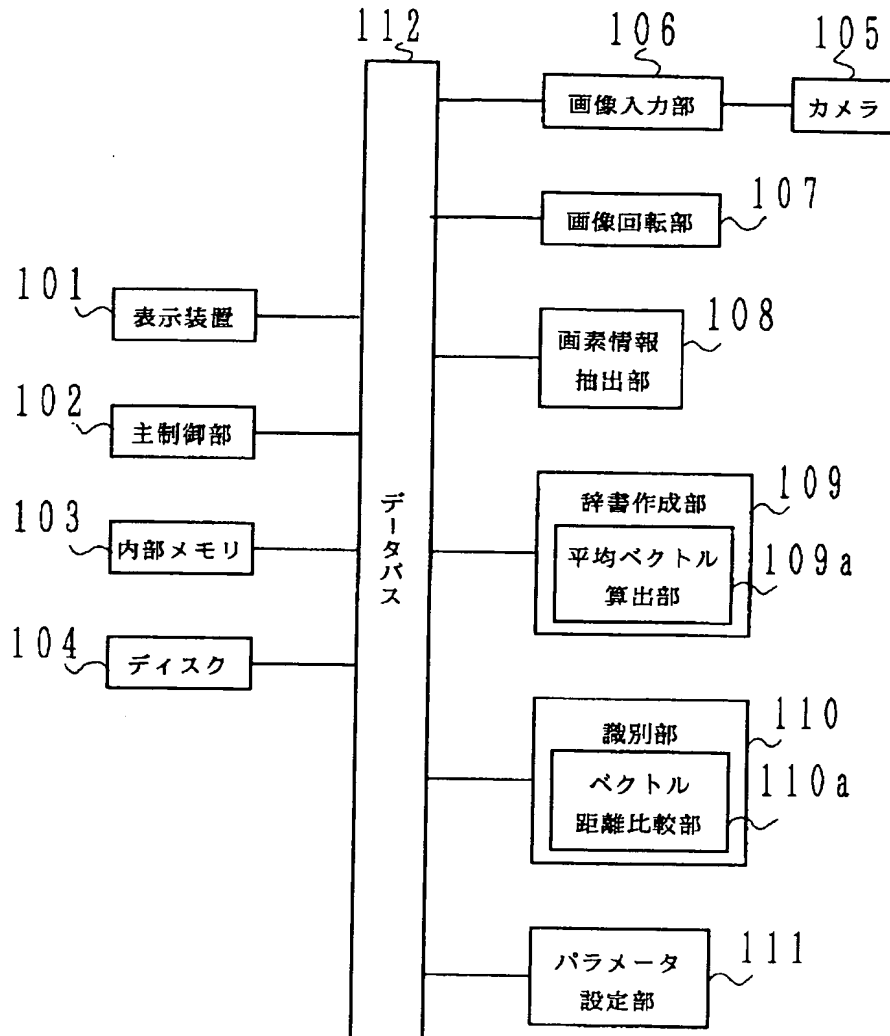 112
106
105
画像入力部
カメラ
107
画像回転部
101
表示装置
108
画素情報
抽出部
102
主制御部
103
内部メモリ
データバス
109
辞書作成部
109a
平均ベクトル
算出部
104
ディスク
110
識別部
110a
ベクトル
距離比較部
111
パラメータ
設定部